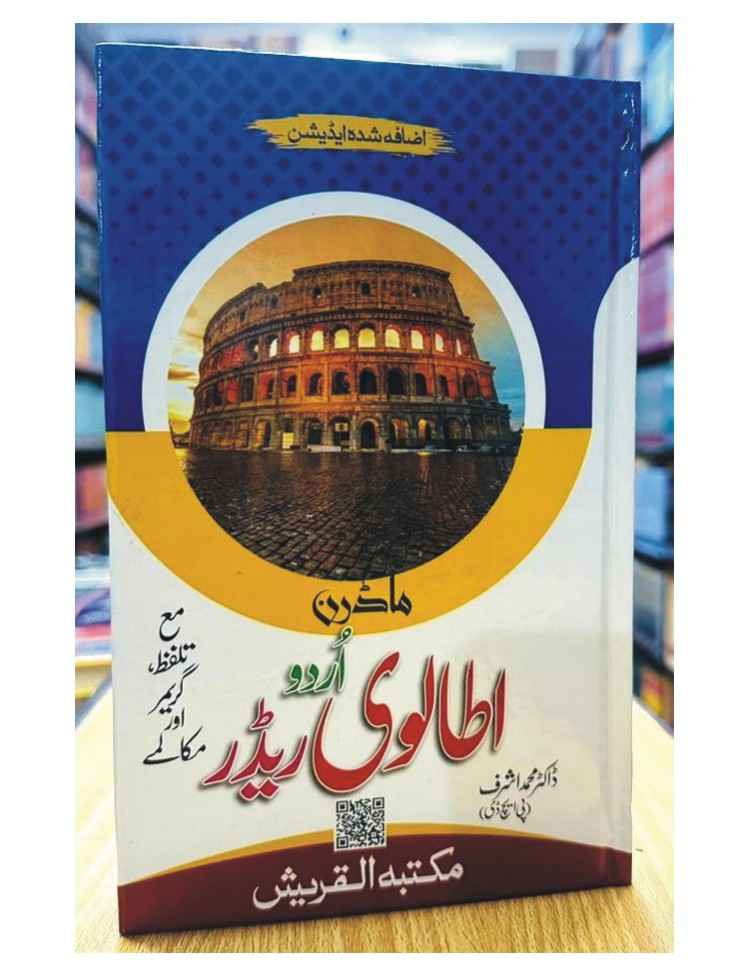 اضافہ شدہ ایڈیشن
ماڈرن
اُردو
اطالوی ریڈر
مع
تلفظ،
گریمر
اور
مکالمے
ڈاکٹر محمد اشرف
(پی ایچ ڈی)
مکتبہ القریش